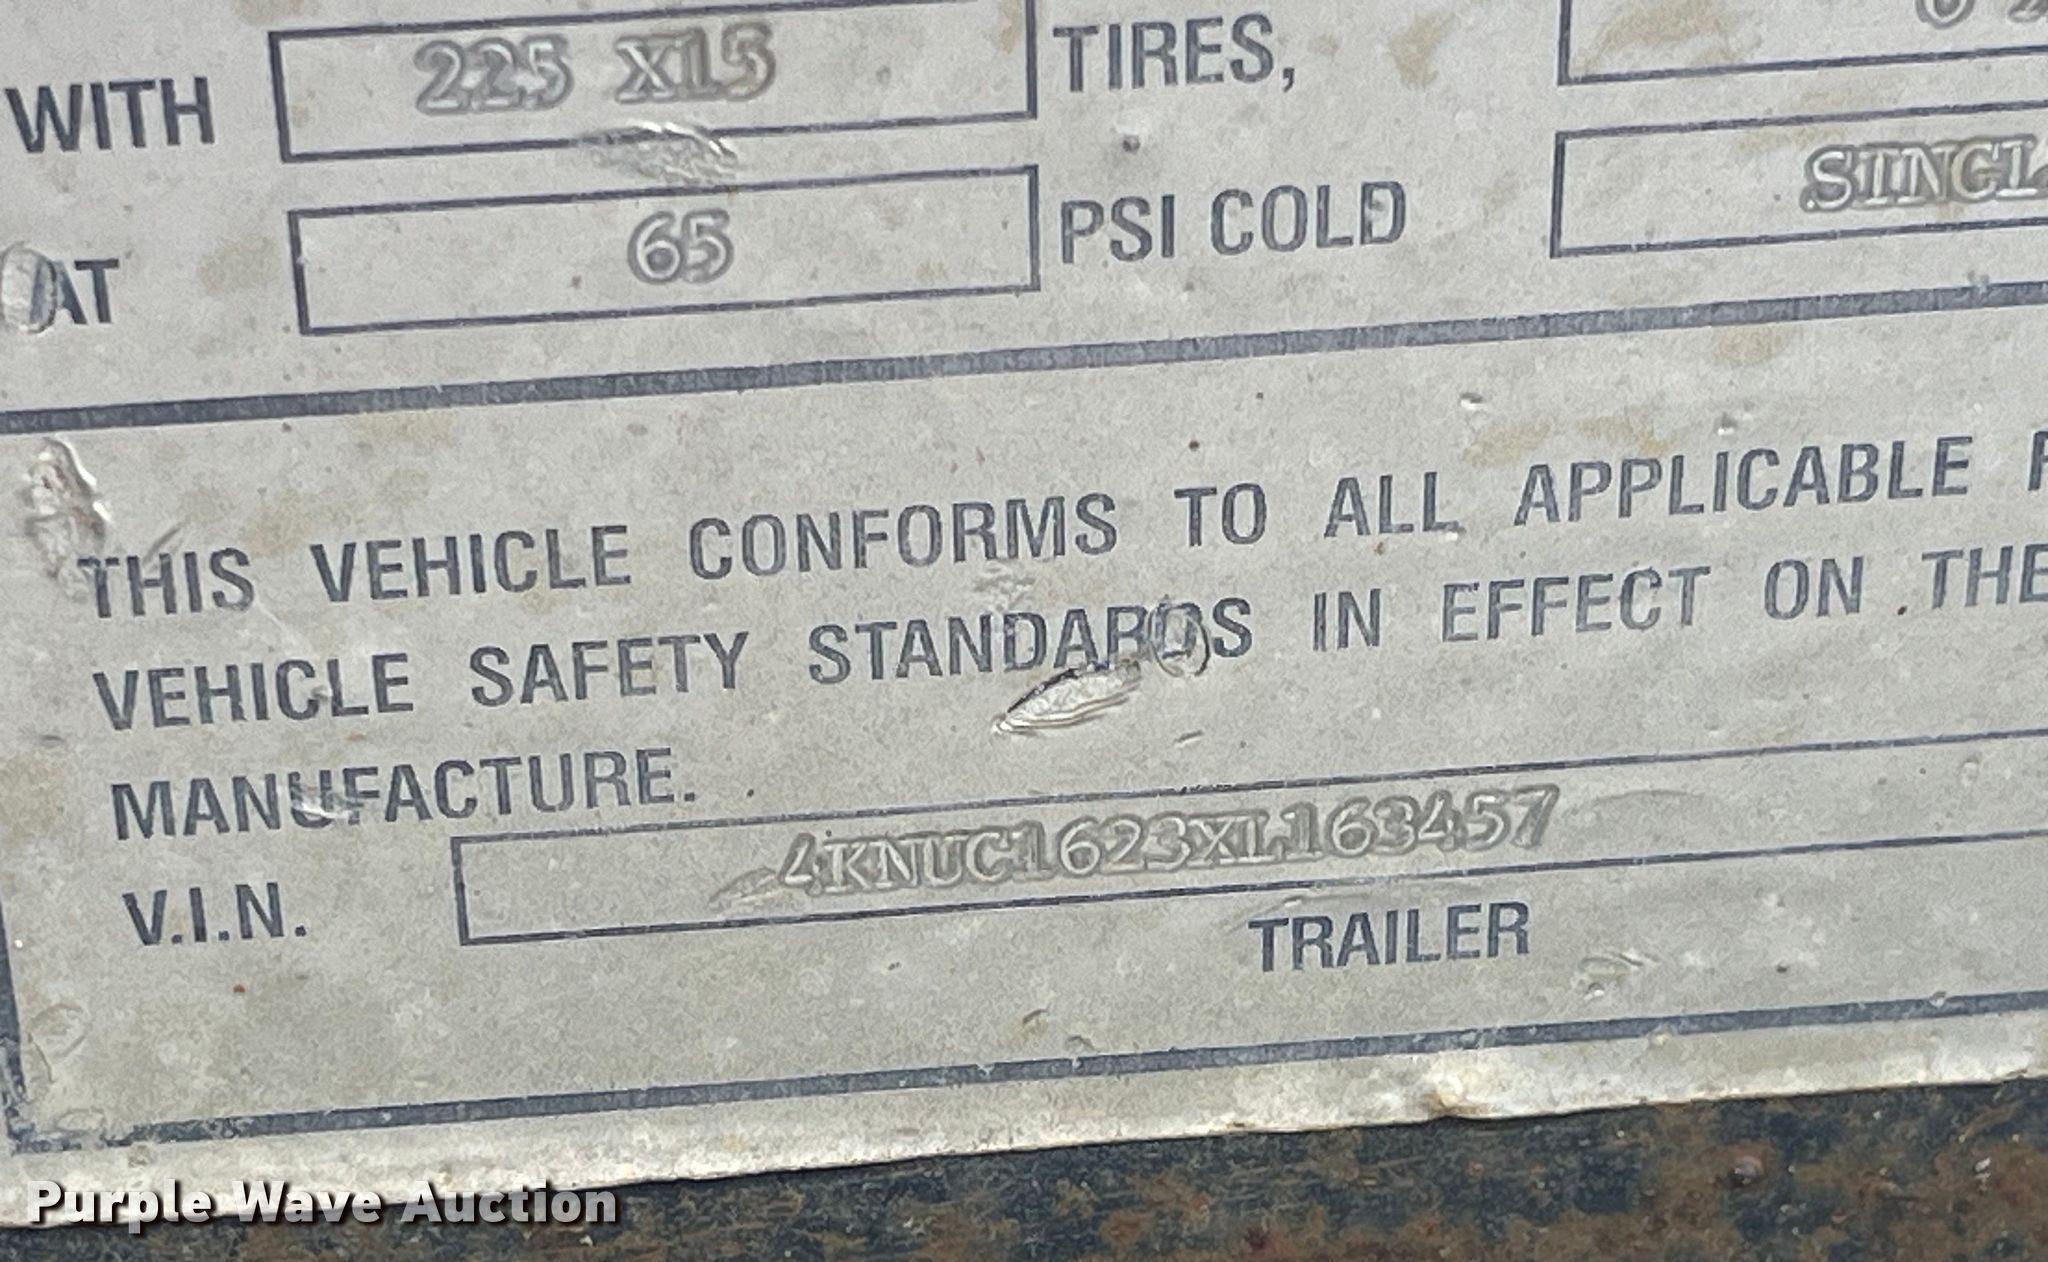 WITH 225 X15 TIRES,
AT 65 PSI COLD SINGL
THIS VEHICLE CONFORMS TO ALL APPLICABLE F
VEHICLE SAFETY STANDARDS IN EFFECT ON THE
MANUFACTURE.
V.I.N. 4KNUC1623XL163457
TRAILER
Purple Wave Auction